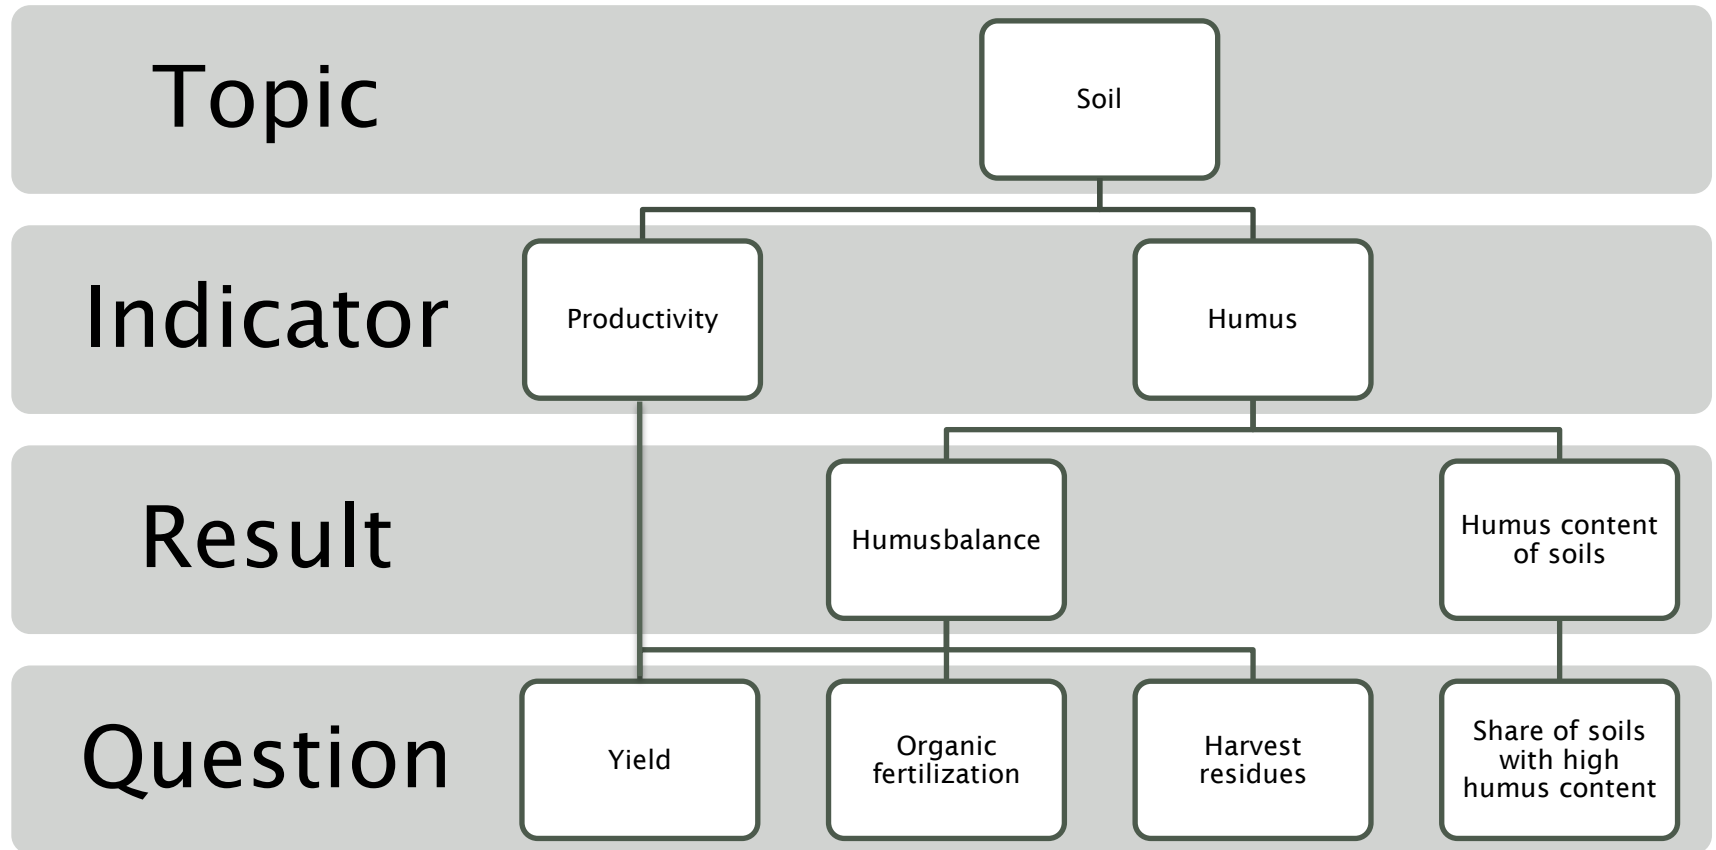 Topic
Soil
Indicator
Productivity
Humus
Result
Humusbalance
Humus content
of soils
Question
Yield
Organic
fertilization
Harvest
residues
Share of soils
with high
humus content